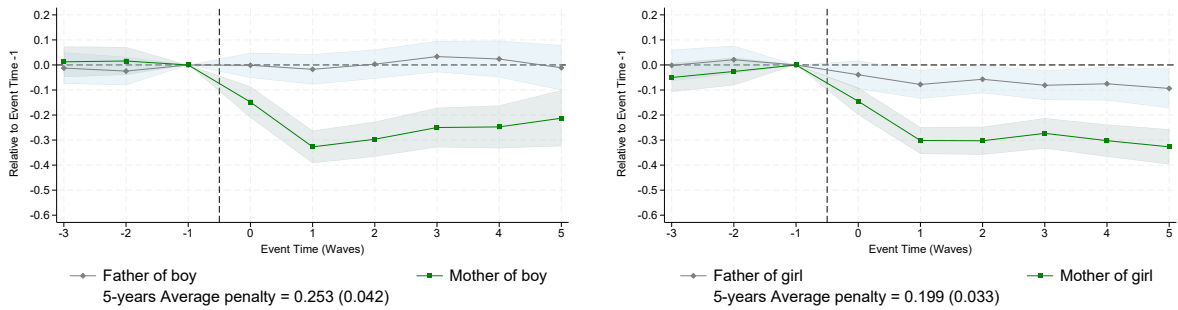 Relative to Event Time -1
0.2
0.1
0.0
-0.1
-0.2
-0.3
-0.4
-0.5
-0.6
-3 -2 -1 0 1 2 3 4 5
Event Time (Waves)
Father of boy Mother of boy
5-years Average penalty = 0.253 (0.042)
Relative to Event Time -1
0.2
0.1
0.0
-0.1
-0.2
-0.3
-0.4
-0.5
-0.6
-3 -2 -1 0 1 2 3 4 5
Event Time (Waves)
Father of girl Mother of girl
5-years Average penalty = 0.199 (0.033)